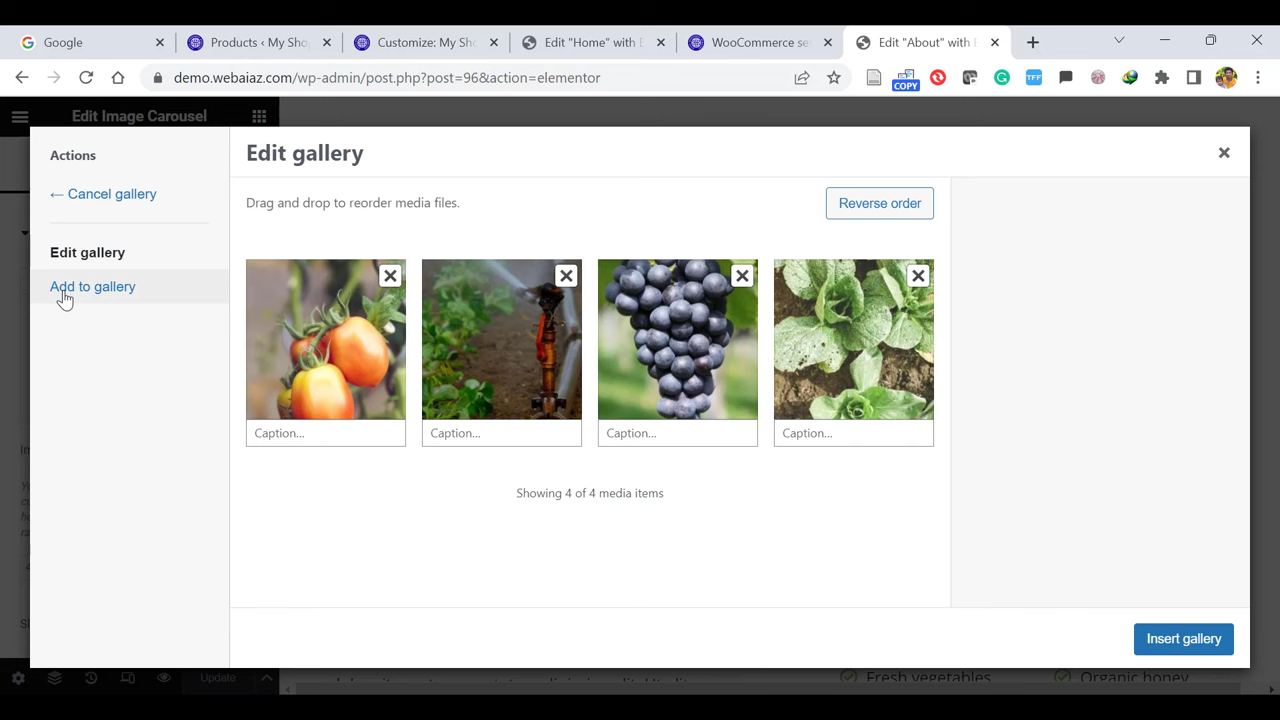 Google
Products ‹ My Shop
Customize: My Sh
Edit "Home" with E
WooCommerce se
Edit "About" with E
demo.webaiaz.com/wp-admin/post.php?post=96&action=elementor
COPY
TFF
Edit Image Carousel
Actions
← Cancel gallery
Edit gallery
Add to gallery
Edit gallery
Drag and drop to reorder media files.
Reverse order
Caption...
Caption...
Caption...
Caption...
Showing 4 of 4 media items
Insert gallery
Update
Fresh vegetables
Organic honey